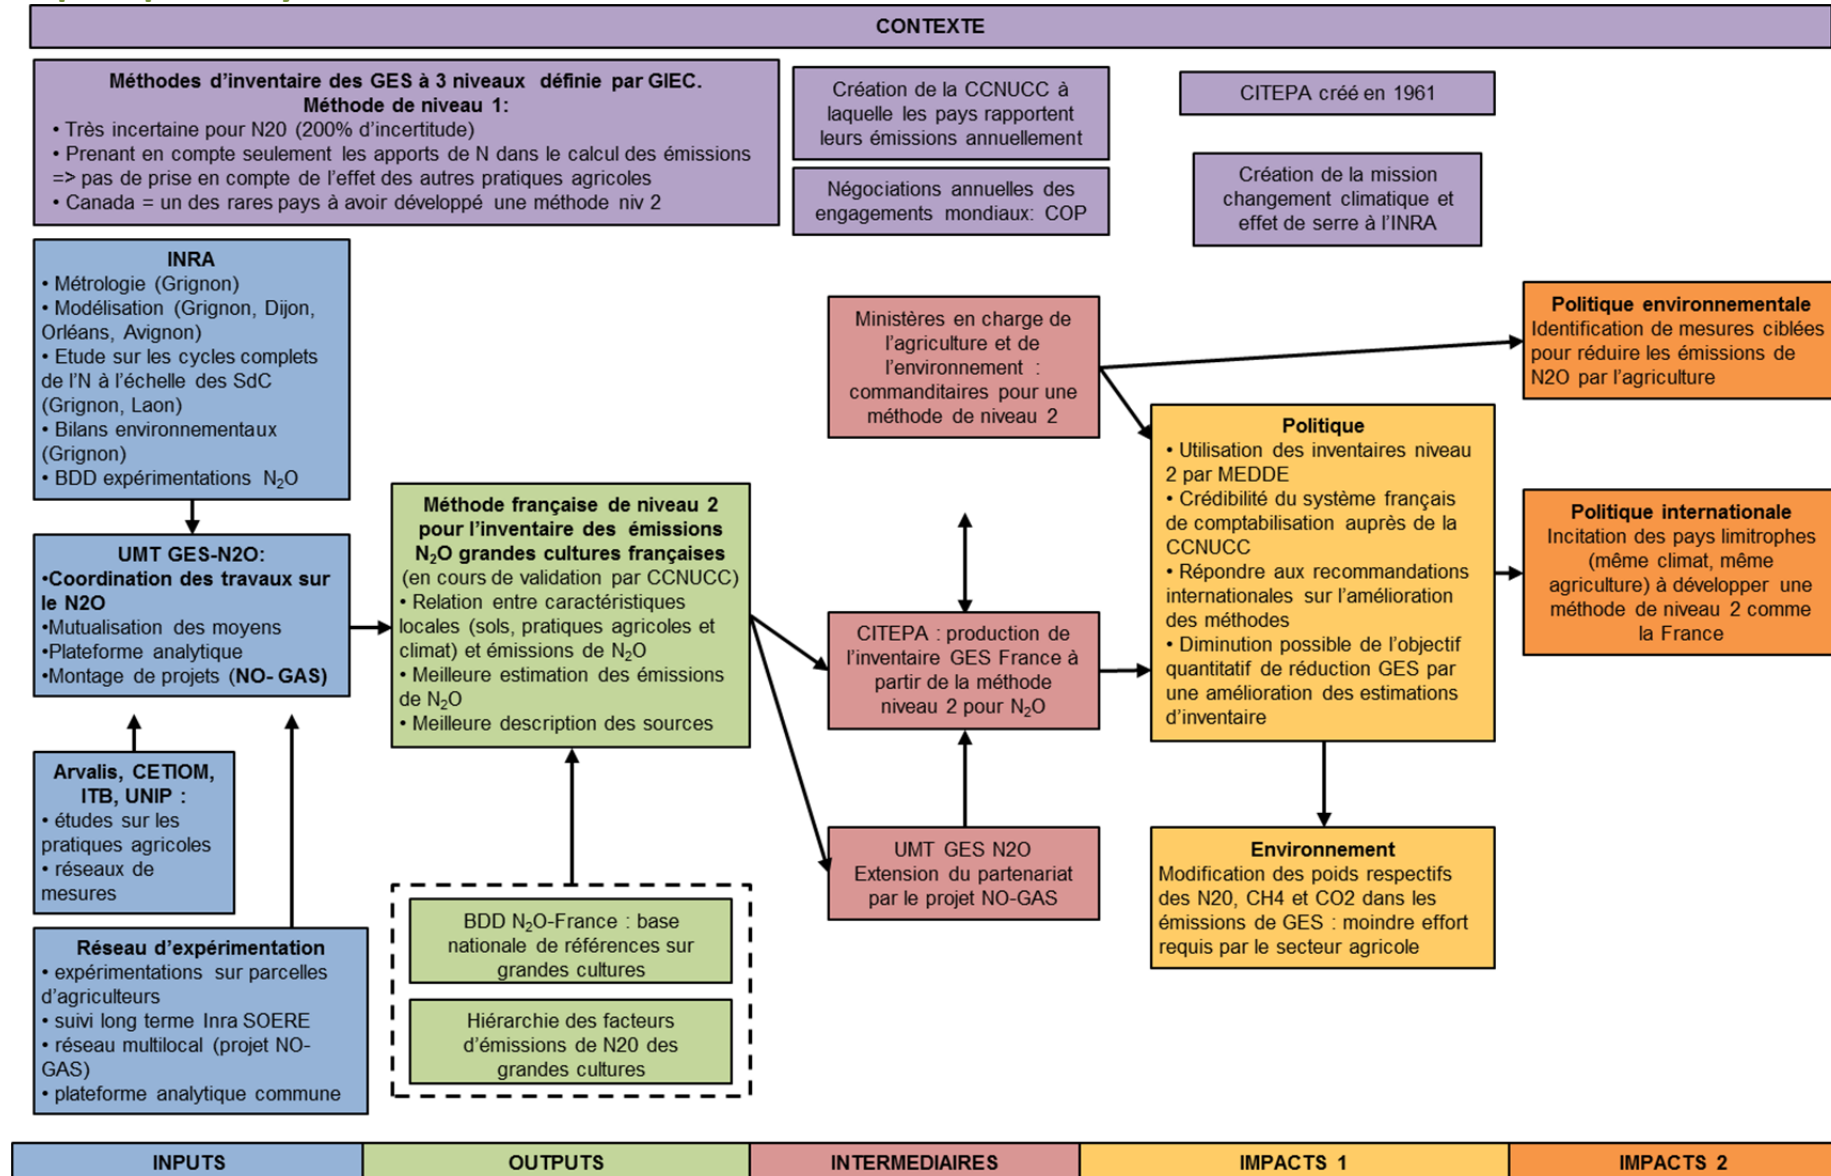 CONTEXTE
Méthodes d'inventaire des GES à 3 niveaux définie par GIEC.
Méthode de niveau 1:
• Très incertaine pour N20 (200% d'incertitude)
• Prenant en compte seulement les apports de N dans le calcul des émissions
=> pas de prise en compte de l'effet des autres pratiques agricoles
• Canada = un des rares pays à avoir développé une méthode niv 2
Création de la CCNUCC à
laquelle les pays rapportent
leurs émissions annuellement
Négociations annuelles des
engagements mondiaux: COP
CITEPA créé en 1961
Création de la mission
changement climatique et
effet de serre à l'INRA
INRA
• Métrologie (Grignon)
• Modélisation (Grignon, Dijon,
Orléans, Avignon)
• Etude sur les cycles complets
de l'N à l'échelle des SdC
(Grignon, Laon)
• Bilans environnementaux
(Grignon)
• BDD expérimentations N₂O
UMT GES-N2O:
•Coordination des travaux sur
le N2O
•Mutualisation des moyens
•Plateforme analytique
•Montage de projets (NO- GAS)
Arvalis, CETIOM,
ITB, UNIP :
• études sur les
pratiques agricoles
• réseaux de
mesures
Réseau d'expérimentation
• expérimentations sur parcelles
d'agriculteurs
• suivi long terme Inra SOERE
• réseau multilocal (projet NO-
GAS)
• plateforme analytique commune
Méthode française de niveau 2
pour l'inventaire des émissions
N₂O grandes cultures françaises
(en cours de validation par CCNUCC)
• Relation entre caractéristiques
locales (sols, pratiques agricoles et
climat) et émissions de N₂O
• Meilleure estimation des émissions
de N₂O
• Meilleure description des sources
BDD N₂O-France : base
nationale de références sur
grandes cultures
Hiérarchie des facteurs
d'émissions de N20 des
grandes cultures
Ministères en charge de
l'agriculture et de
l'environnement :
commanditaires pour une
méthode de niveau 2
CITEPA : production de
l'inventaire GES France à
partir de la méthode
niveau 2 pour N₂O
UMT GES N2O
Extension du partenariat
par le projet NO-GAS
Politique
• Utilisation des inventaires niveau
2 par MEDDE
• Crédibilité du système français
de comptabilisation auprès de la
CCNUCC
• Répondre aux recommandations
internationales sur l'amélioration
des méthodes
• Diminution possible de l'objectif
quantitatif de réduction GES par
une amélioration des estimations
d'inventaire
Environnement
Modification des poids respectifs
des N20, CH4 et CO2 dans les
émissions de GES : moindre effort
requis par le secteur agricole
Politique environnementale
Identification de mesures ciblées
pour réduire les émissions de
N2O par l'agriculture
Politique internationale
Incitation des pays limitrophes
(même climat, même
agriculture) à développer une
méthode de niveau 2 comme
la France
INPUTS
OUTPUTS
INTERMEDIAIRES
IMPACTS 1
IMPACTS 2